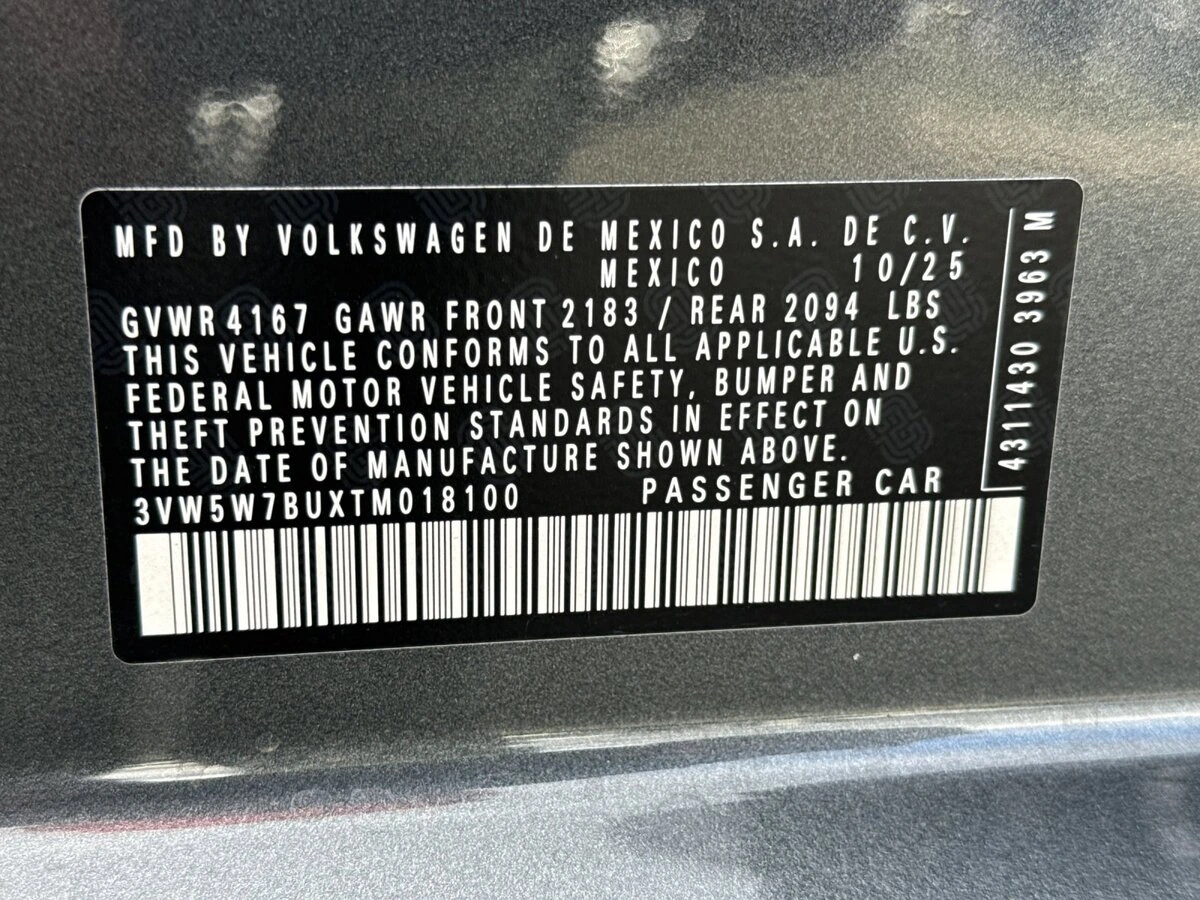 MFD BY VOLKSWAGEN DE MEXICO S.A. DE C.V.
MEXICO 10/25
GVWR 4167 GAWR FRONT 2183 / REAR 2094 LBS
THIS VEHICLE CONFORMS TO ALL APPLICABLE U.S.
FEDERAL MOTOR VEHICLE SAFETY, BUMPER AND
THEFT PREVENTION STANDARDS IN EFFECT ON
THE DATE OF MANUFACTURE SHOWN ABOVE.
3VW5W7BUXTM018100 PASSENGER CAR
4311430 3963 M